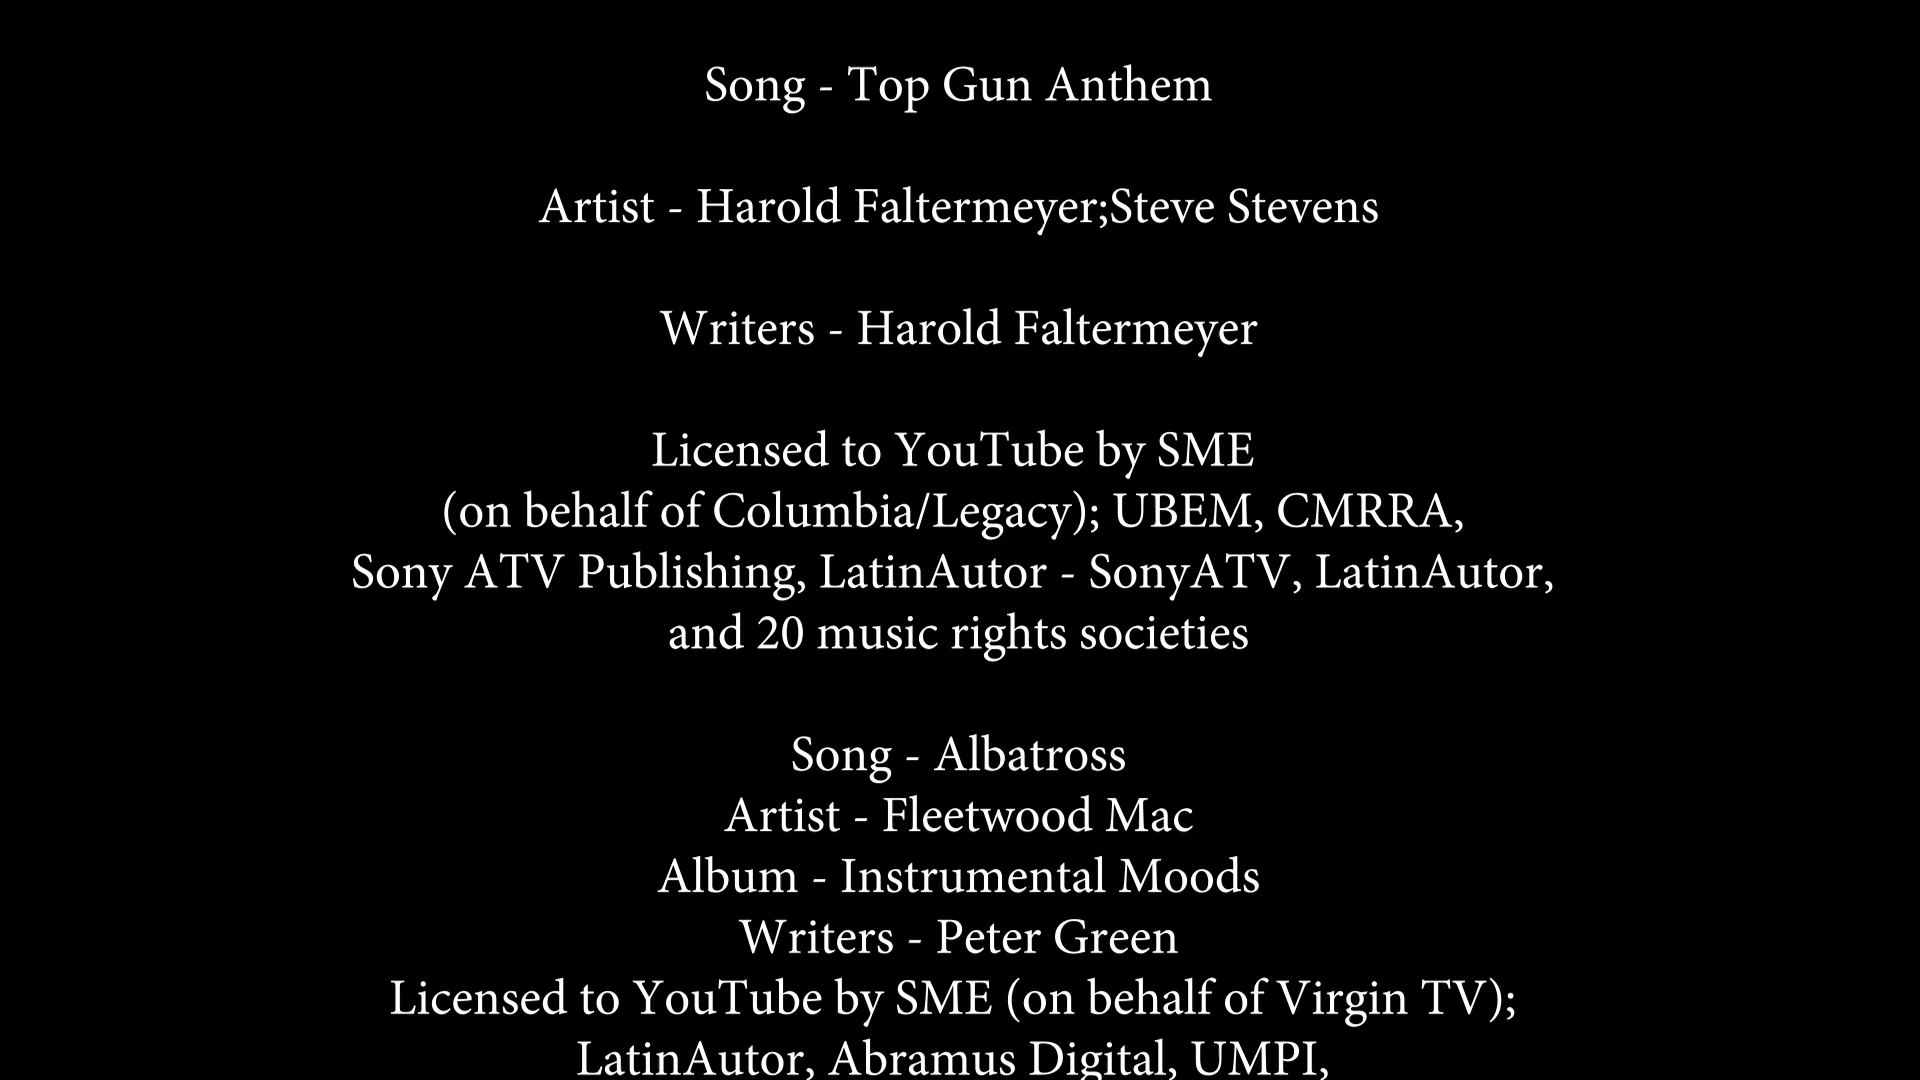 Song - Top Gun Anthem
Artist - Harold Faltermeyer;Steve Stevens
Writers - Harold Faltermeyer
Licensed to YouTube by SME
(on behalf of Columbia/Legacy); UBEM, CMRRA,
Sony ATV Publishing, LatinAutor - SonyATV, LatinAutor,
and 20 music rights societies
Song - Albatross
Artist - Fleetwood Mac
Album - Instrumental Moods
Writers - Peter Green
Licensed to YouTube by SME (on behalf of Virgin TV);
LatinAutor, Abramus Digital, UMPI,